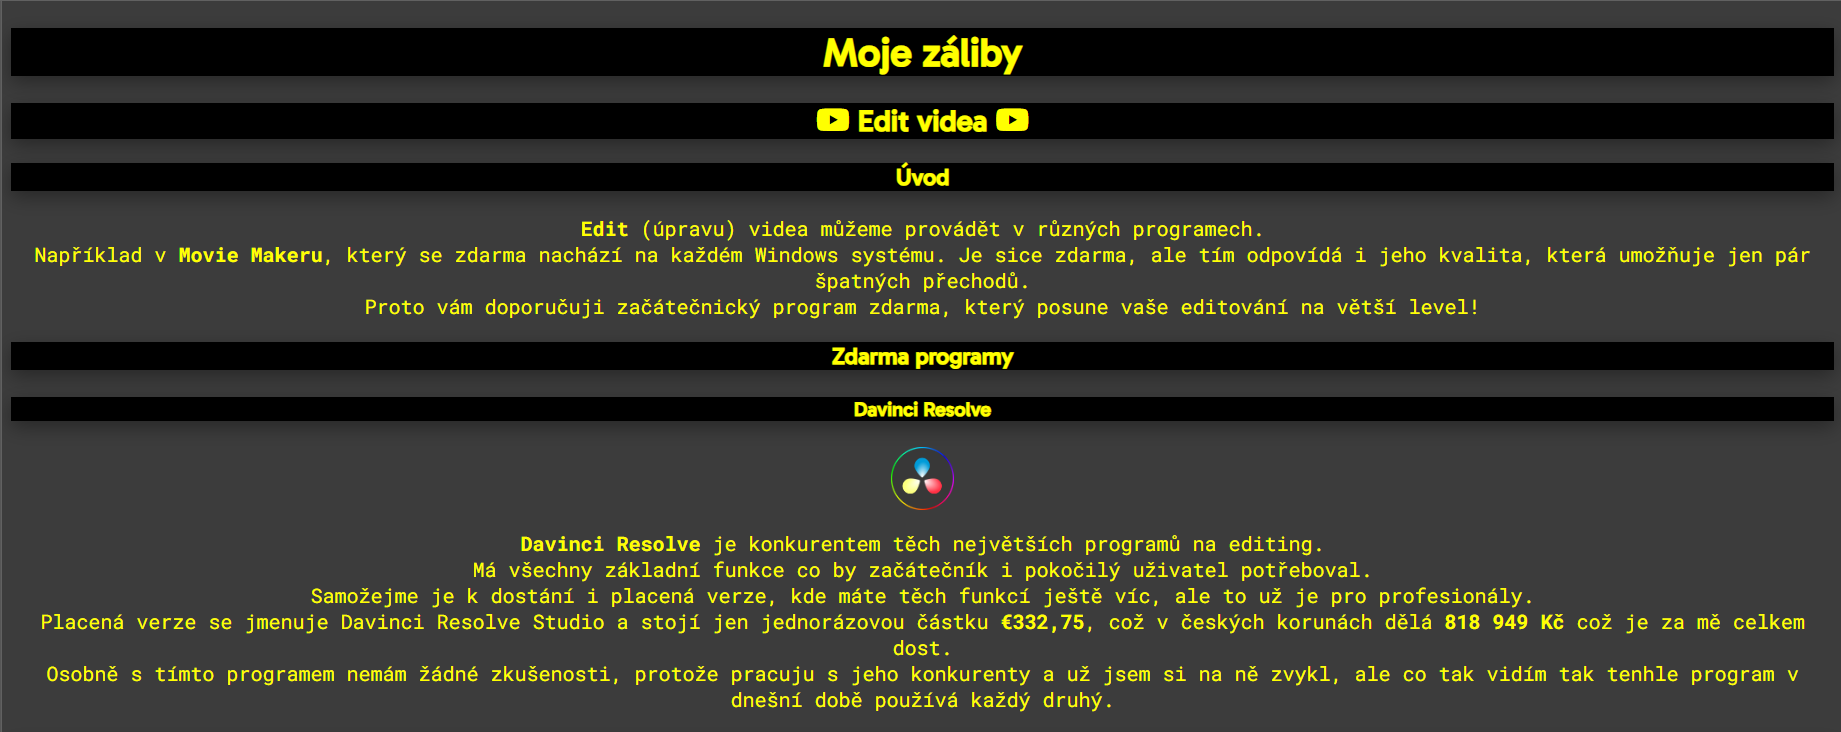 Moje záliby
Edit videa
Úvod
Edit (úpravu) videa můžeme provádět v různých programech.
Například v Movie Makeru, který se zdarma nachází na každém Windows systému. Je sice zdarma, ale tím odpovídá i jeho kvalita, která umožňuje jen pár
špatných přechodů.
Proto vám doporučuji začátečnický program zdarma, který posune vaše editování na větší level!
Zdarma programy
Davinci Resolve
Davinci Resolve je konkurentem těch největších programů na editing.
Má všechny základní funkce co by začátečník i pokočilý uživatel potřeboval.
Samožejme je k dostání i placená verze, kde máte těch funkcí ještě víc, ale to už je pro profesionály.
Placená verze se jmenuje Davinci Resolve Studio a stojí jen jednorázovou částku €332,75, což v českých korunách dělá 818 949 Kč což je za mě celkem
dost.
Osobně s tímto programem nemám žádné zkušenosti, protože pracuju s jeho konkurenty a už jsem si na ně zvykl, ale co tak vidím tak tenhle program v
dnešní době používá každý druhý.